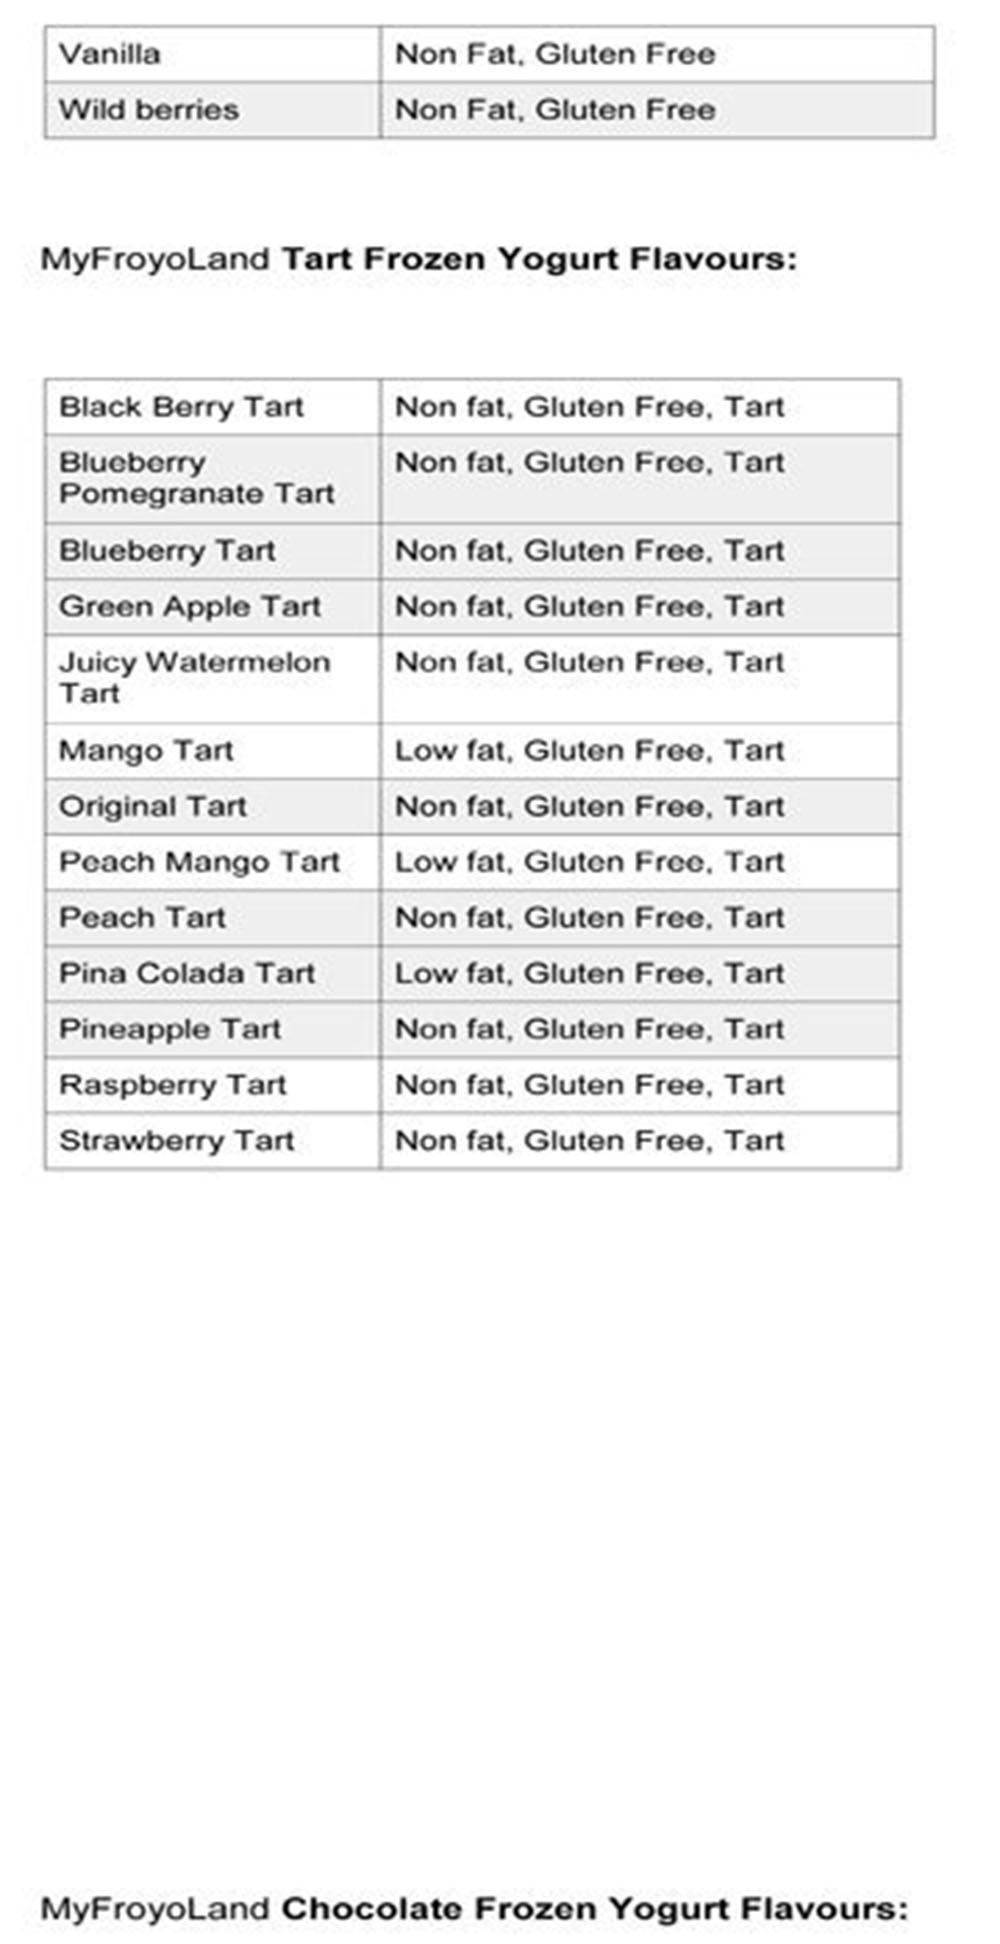 Vanilla Non Fat, Gluten Free
Wild berries Non Fat, Gluten Free
MyFroyoLand Tart Frozen Yogurt Flavours:
Black Berry Tart Non fat, Gluten Free, Tart
Blueberry Non fat, Gluten Free, Tart
Pomegranate Tart
Blueberry Tart Non fat, Gluten Free, Tart
Green Apple Tart Non fat, Gluten Free, Tart
Juicy Watermelon Non fat, Gluten Free, Tart
Tart
Mango Tart Low fat, Gluten Free, Tart
Original Tart Non fat, Gluten Free, Tart
Peach Mango Tart Low fat, Gluten Free, Tart
Peach Tart Non fat, Gluten Free, Tart
Pina Colada Tart Low fat, Gluten Free, Tart
Pineapple Tart Non fat, Gluten Free, Tart
Raspberry Tart Non fat, Gluten Free, Tart
Strawberry Tart Non fat, Gluten Free, Tart
MyFroyoLand Chocolate Frozen Yogurt Flavours: